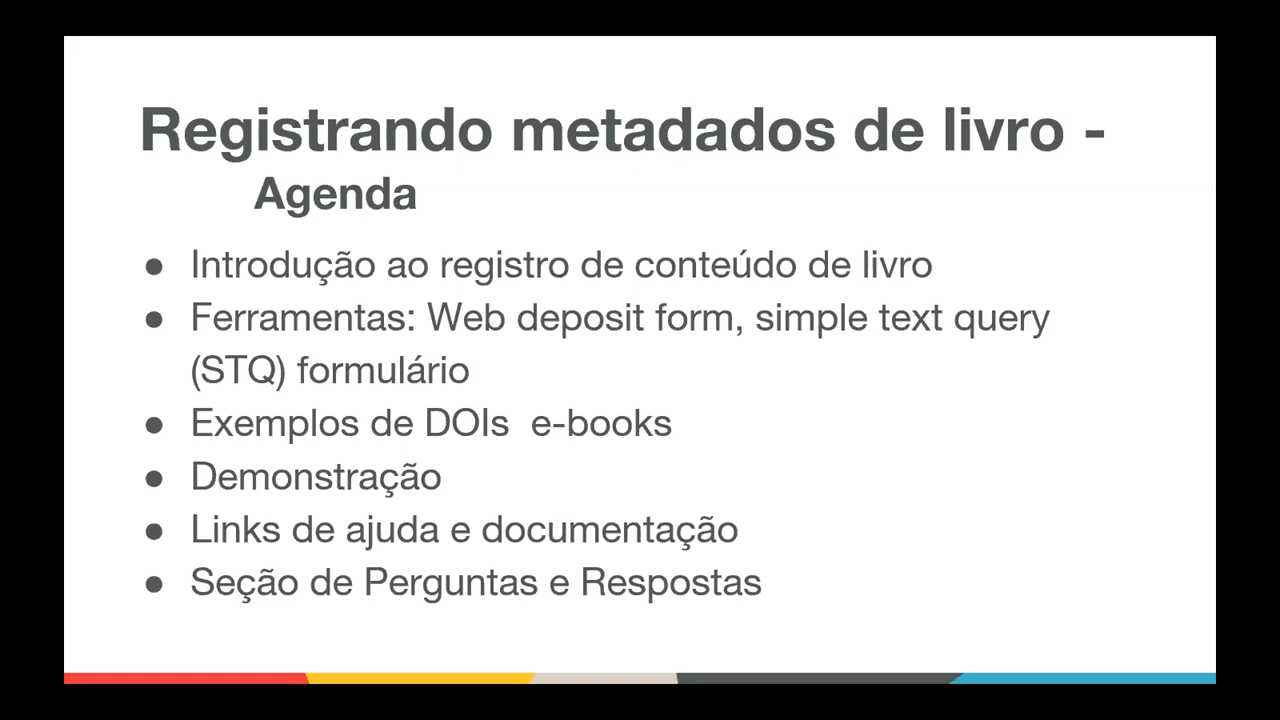 Registrando metadados de livro -
Agenda
● Introdução ao registro de conteúdo de livro
● Ferramentas: Web deposit form, simple text query
(STQ) formulário
● Exemplos de DOIs e-books
● Demonstração
● Links de ajuda e documentação
● Seção de Perguntas e Respostas